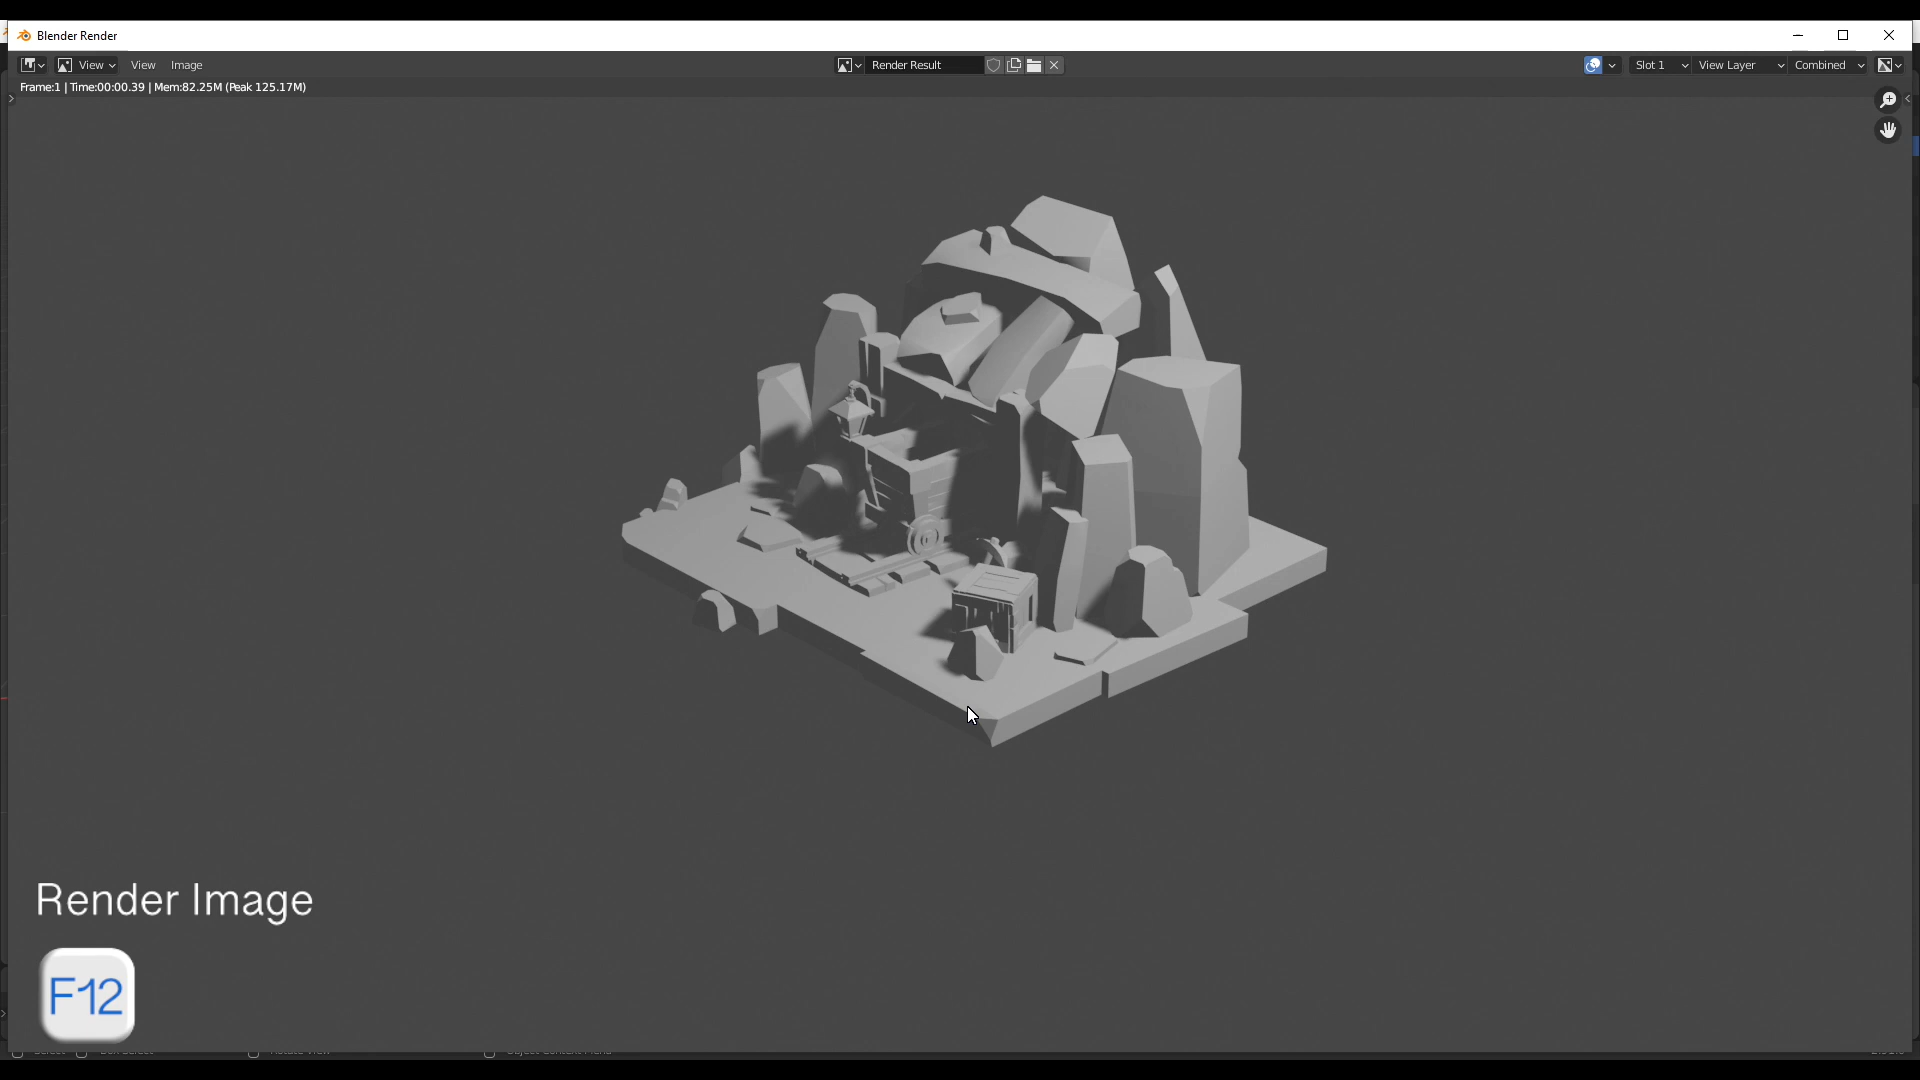 Blender Render
View View Image Render Result Slot 1 View Layer Combined
Frame:1 | Time:00:00.39 | Mem:82.25M (Peak 125.17M)
Render Image
F12